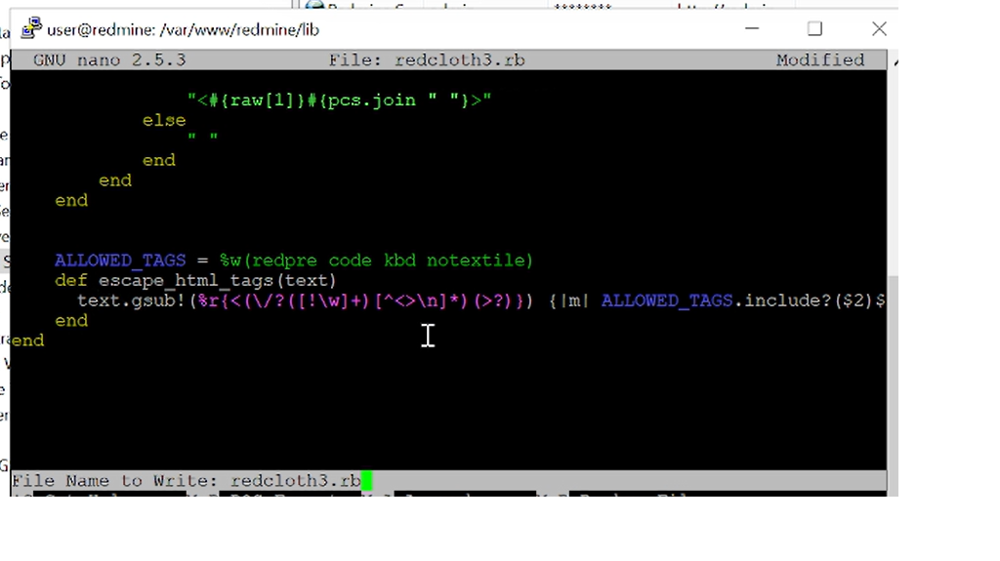 user@redmine: /var/www/redmine/lib
GNU nano 2.5.3 File: redcloth3.rb Modified
"<#{raw[1]}#{pcs.join " "}>"
else
" "
end
end
end
ALLOWED_TAGS = %w(redpre code kbd notextile)
def escape_html_tags(text)
text.gsub!(%r{<(\/?([!\w]+)[^<>\n]*)(>?)}) {|m| ALLOWED_TAGS.include?($2)$
end
end
File Name to Write: redcloth3.rb